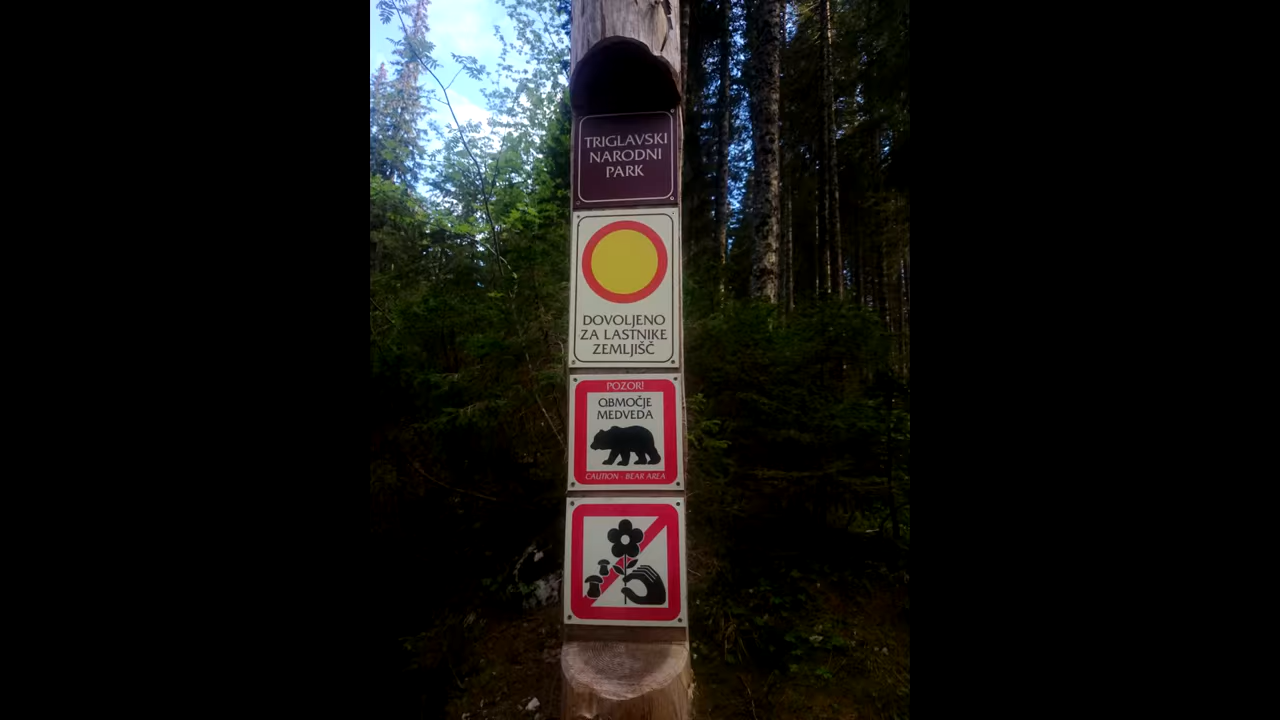 TRIGLAVSKI
NARODNI
PARK
DOVOLJENO
ZA LASTNIKE
ZEMLJIŠČ
POZOR!
OBMOČJE
MEDVEDA
CAUTION - BEAR AREA